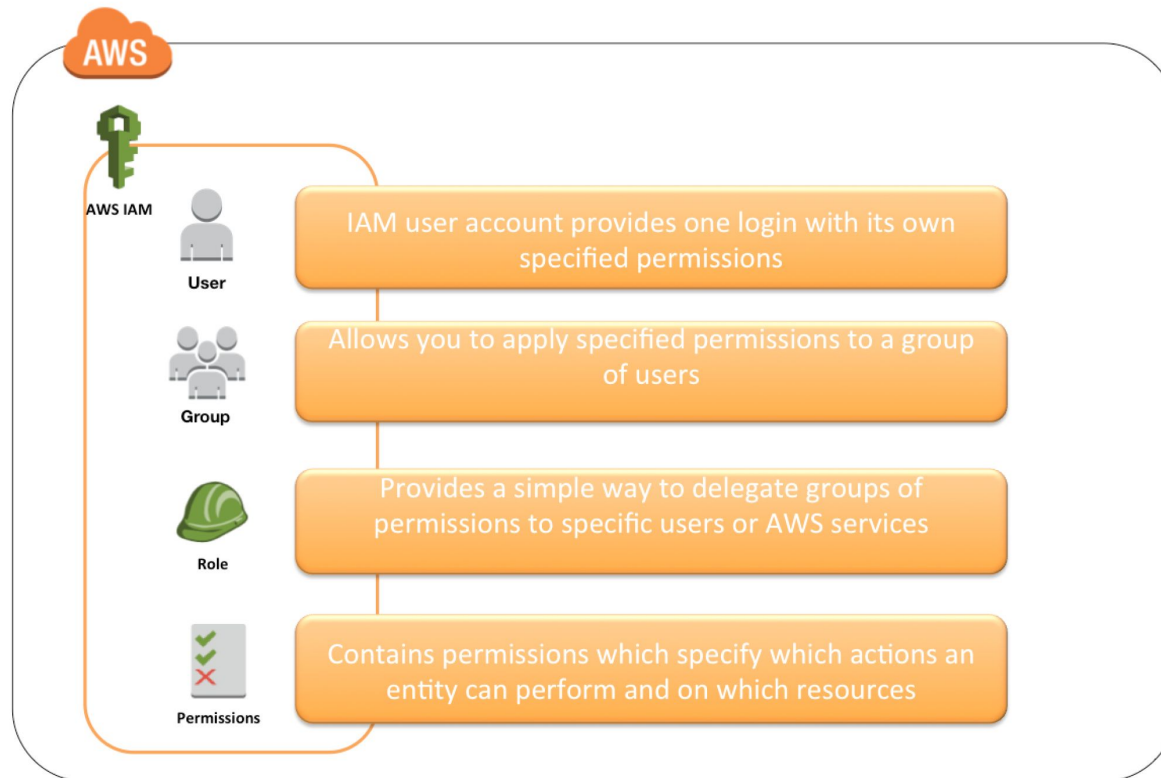 AWS
AWS IAM
User
IAM user account provides one login with its own
specified permissions
Group
Allows you to apply specified permissions to a group
of users
Role
Provides a simple way to delegate groups of
permissions to specific users or AWS services
Permissions
Contains permissions which specify which actions an
entity can perform and on which resources